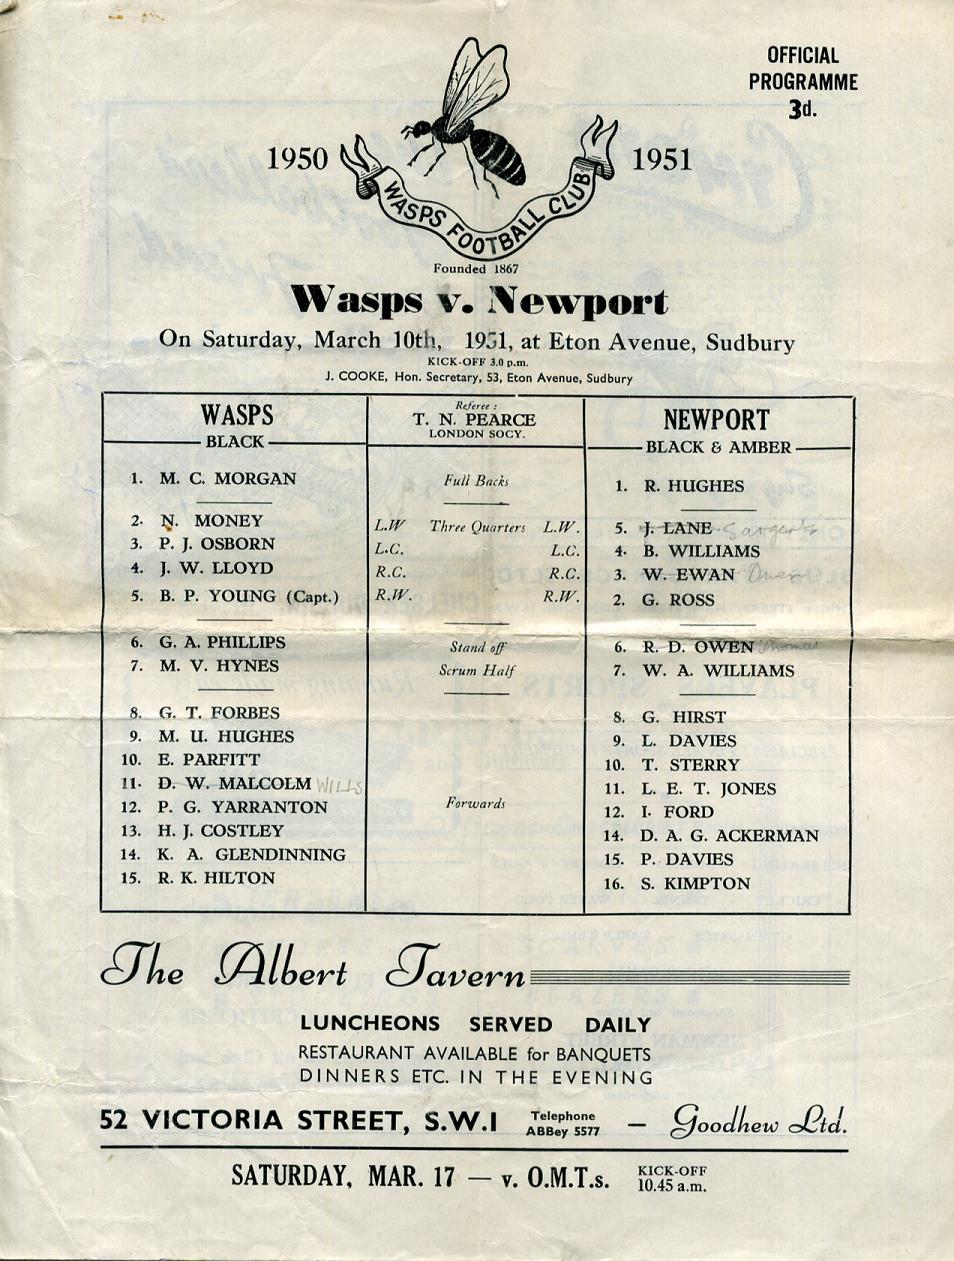 OFFICIAL
PROGRAMME
3d.
1950 1951
WASPS FOOTBALL CLUB
Founded 1867
Wasps v. Newport
On Saturday, March 10th, 1951, at Eton Avenue, Sudbury
KICK-OFF 3.0 p.m.
J. COOKE, Hon. Secretary, 53, Eton Avenue, Sudbury
WASPS
BLACK
Referee :
T. N. PEARCE
LONDON SOCY.
NEWPORT
BLACK & AMBER
1. M. C. MORGAN Full Backs 1. R. HUGHES
2. N. MONEY L.W Three Quarters L.W. 5. J. LANE
3. P. J. OSBORN L.C. L.C. 4. B. WILLIAMS
4. J. W. LLOYD R.C. R.C. 3. W. EWAN Owen
5. B. P. YOUNG (Capt.) R.W. R.W. 2. G. ROSS
6. G. A. PHILLIPS Stand off 6. R. D. OWEN Thomas
7. M. V. HYNES Scrum Half 7. W. A. WILLIAMS
8. G. T. FORBES 8. G. HIRST
9. M. U. HUGHES 9. L. DAVIES
10. E. PARFITT 10. T. STERRY
11. D. W. MALCOLM WILLS 11. L. E. T. JONES
12. P. G. YARRANTON Forwards 12. I. FORD
13. H. J. COSTLEY 14. D. A. G. ACKERMAN
14. K. A. GLENDINNING 15. P. DAVIES
15. R. K. HILTON 16. S. KIMPTON
The Albert Tavern
LUNCHEONS SERVED DAILY
RESTAURANT AVAILABLE for BANQUETS
DINNERS ETC. IN THE EVENING
52 VICTORIA STREET, S.W.1 Telephone ABBey 5577 — Goodhew Ltd.
SATURDAY, MAR. 17 — v. O.M.T.s. KICK-OFF 10.45 a.m.